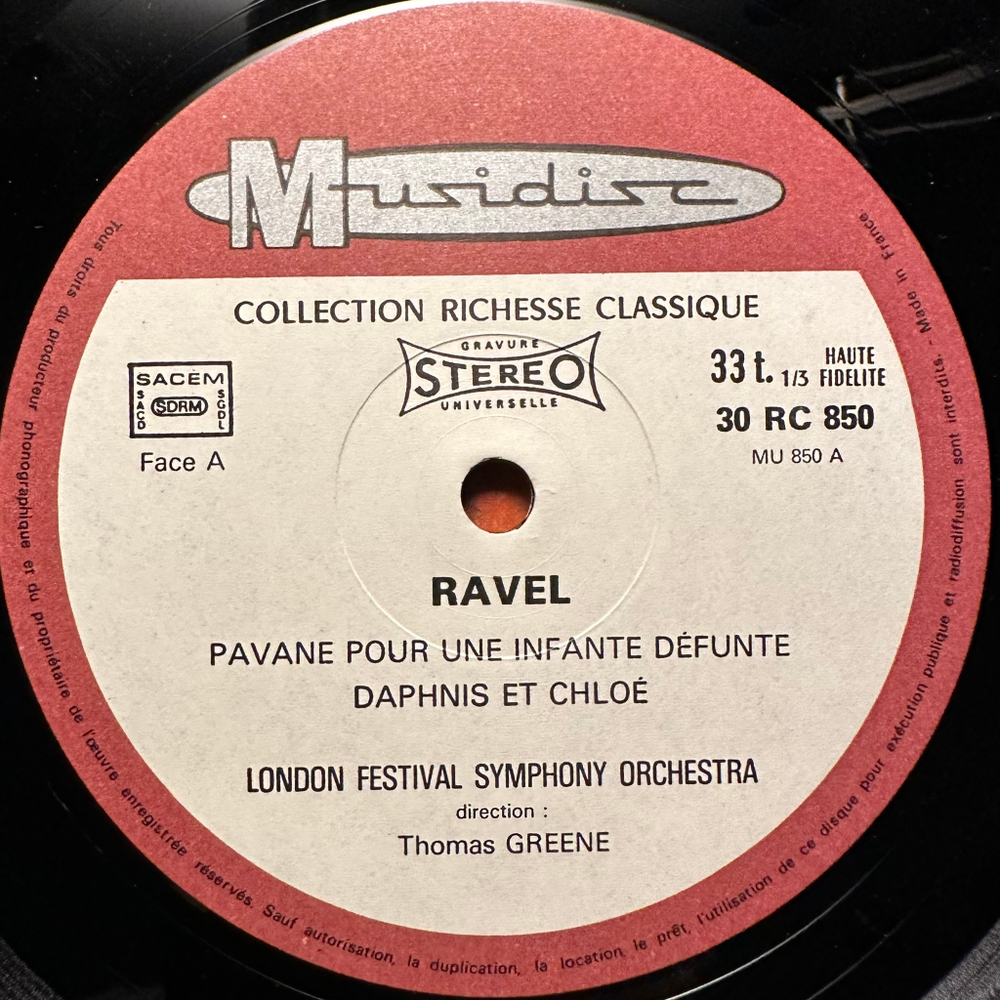 Musidisc
COLLECTION RICHESSE CLASSIQUE
SACEM
SACD
SDRM
SGDL
Face A
GRAVURE
STEREO
UNIVERSELLE
33 t. 1/3 HAUTE FIDELITE
30 RC 850
MU 850 A
RAVEL
PAVANE POUR UNE INFANTE DÉFUNTE
DAPHNIS ET CHLOÉ
LONDON FESTIVAL SYMPHONY ORCHESTRA
direction :
Thomas GREENE
Tous droits du producteur phonographique et du propriétaire de l'œuvre enregistrée réservés. Sauf autorisation, la duplication, la location, le prêt, l'utilisation de ce disque pour exécution publique et radiodiffusion sont interdits. - Made in France.